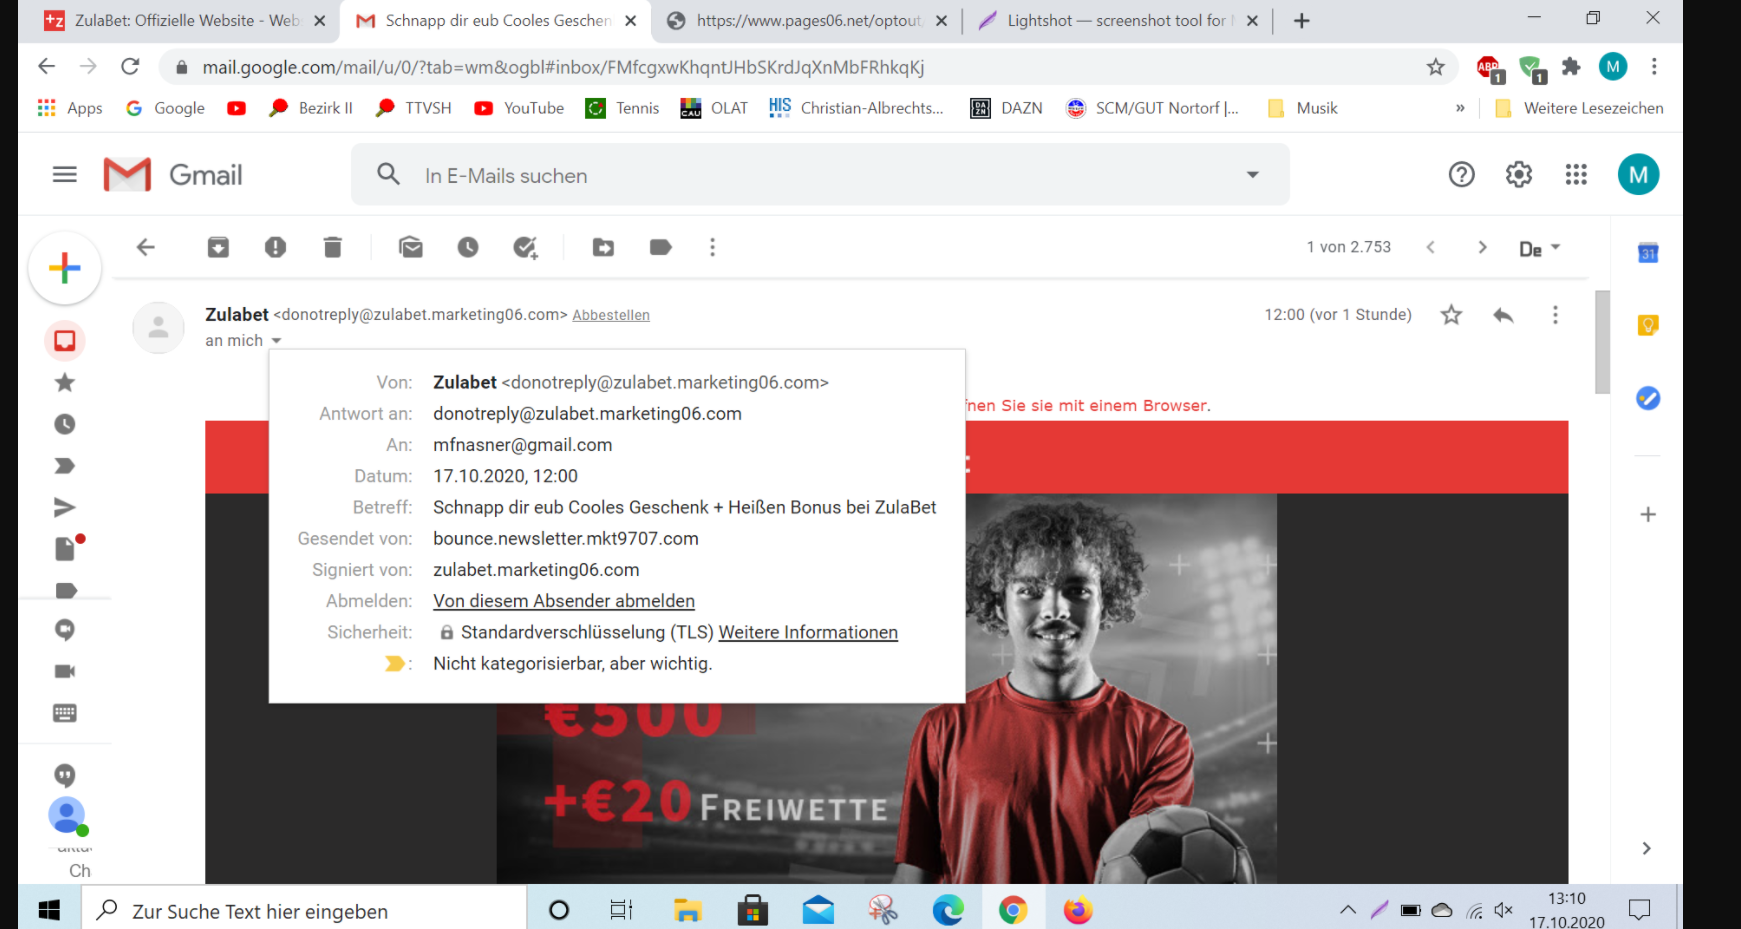 ZulaBet: Offizielle Website - Web
Schnapp dir eub Cooles Geschen
https://www.pages06.net/optout
Lightshot — screenshot tool for
mail.google.com/mail/u/0/?tab=wm&ogbl#inbox/FMfcgxwKhqntJHbSKrdJqXnMbFRhkqKj
ABP
1
1
M
Apps
Google
Bezirk II
TTVSH
YouTube
Tennis
CAU
OLAT
HIS
Christian-Albrechts...
DAZN
SCM/GUT Nortorf |...
Musik
»
Weitere Lesezeichen
Gmail
In E-Mails suchen
M
1 von 2.753
De
31
Zulabet <donotreply@zulabet.marketing06.com> Abbestellen
12:00 (vor 1 Stunde)
an mich
Von: Zulabet <donotreply@zulabet.marketing06.com>
nen Sie sie mit einem Browser.
Antwort an: donotreply@zulabet.marketing06.com
An: mfnasner@gmail.com
Datum: 17.10.2020, 12:00
Betreff: Schnapp dir eub Cooles Geschenk + Heißen Bonus bei ZulaBet
Gesendet von: bounce.newsletter.mkt9707.com
Signiert von: zulabet.marketing06.com
Abmelden: Von diesem Absender abmelden
Sicherheit: Standardverschlüsselung (TLS) Weitere Informationen
: Nicht kategorisierbar, aber wichtig.
€500
+€20 FREIWETTE
Ch
Zur Suche Text hier eingeben
13:10
17.10.2020